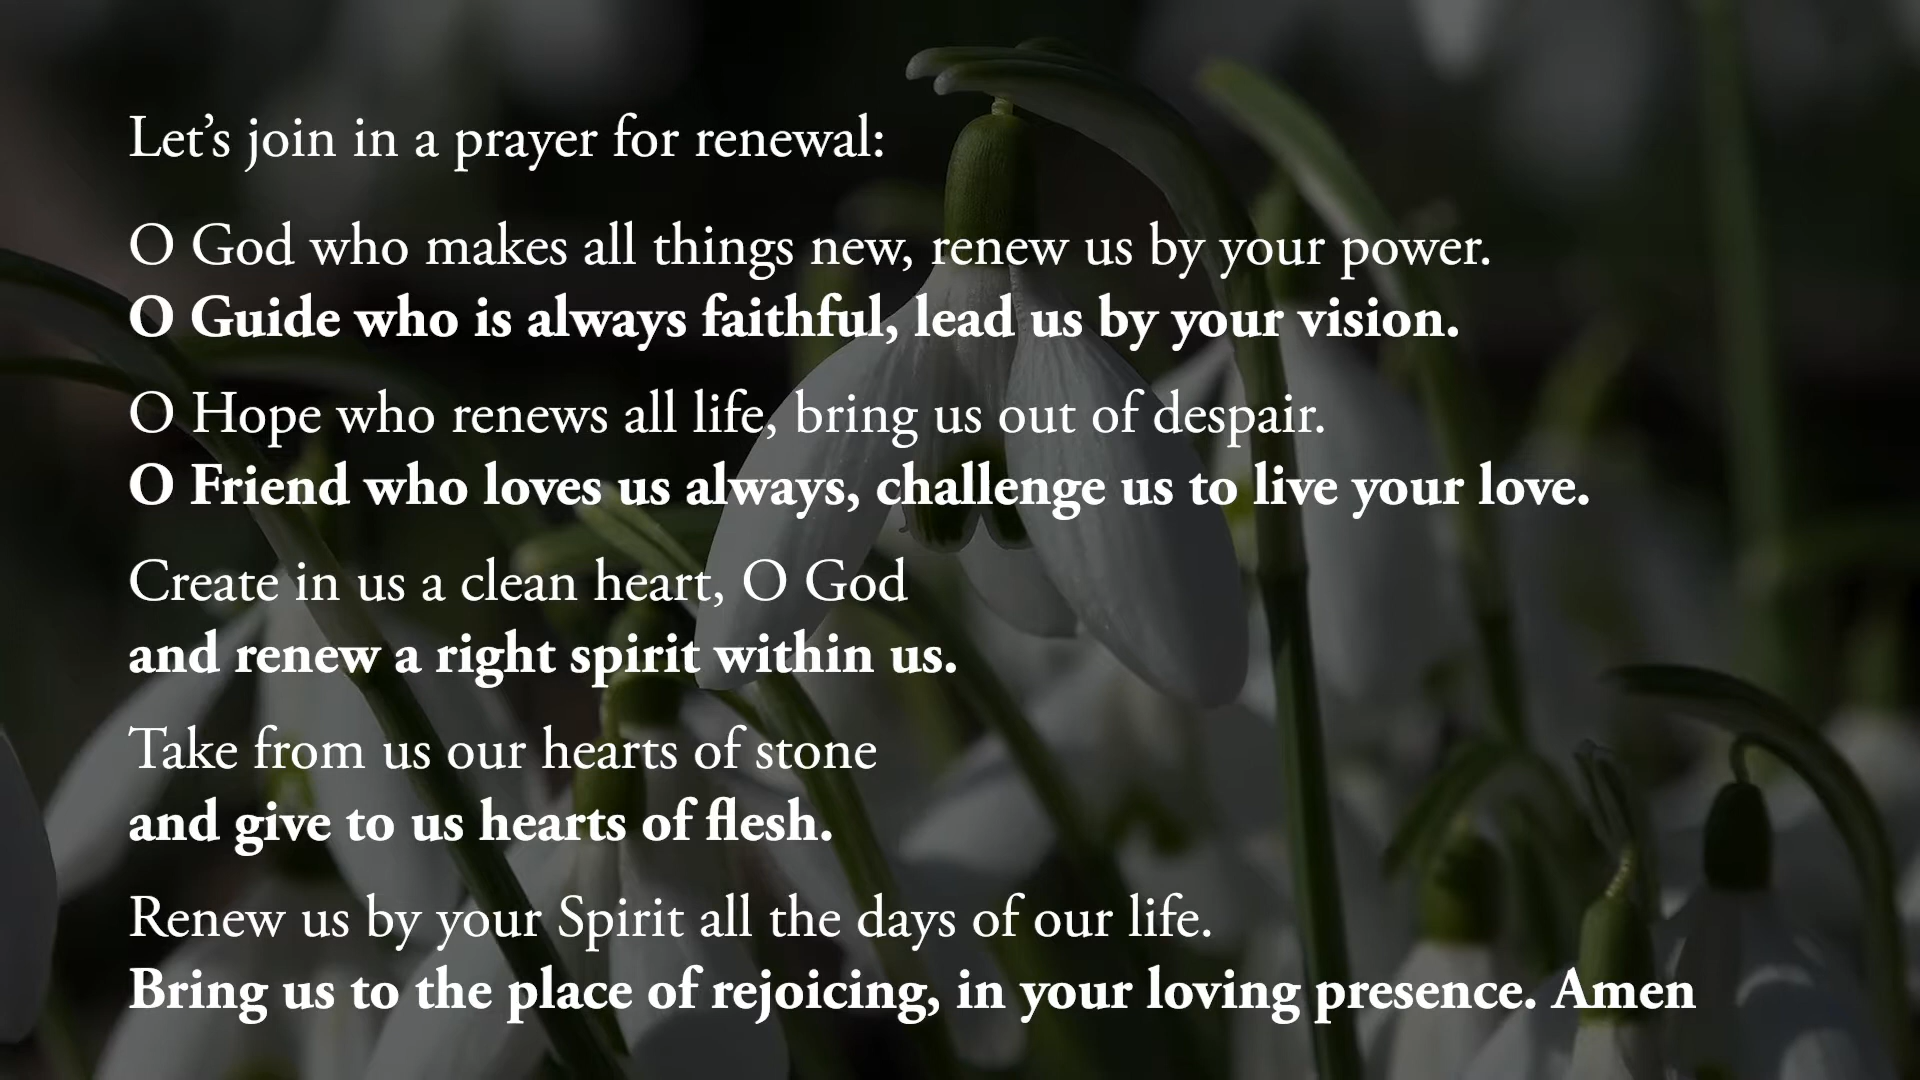 Let’s join in a prayer for renewal:
O God who makes all things new, renew us by your power.
O Guide who is always faithful, lead us by your vision.
O Hope who renews all life, bring us out of despair.
O Friend who loves us always, challenge us to live your love.
Create in us a clean heart, O God
and renew a right spirit within us.
Take from us our hearts of stone
and give to us hearts of flesh.
Renew us by your Spirit all the days of our life.
Bring us to the place of rejoicing, in your loving presence. Amen